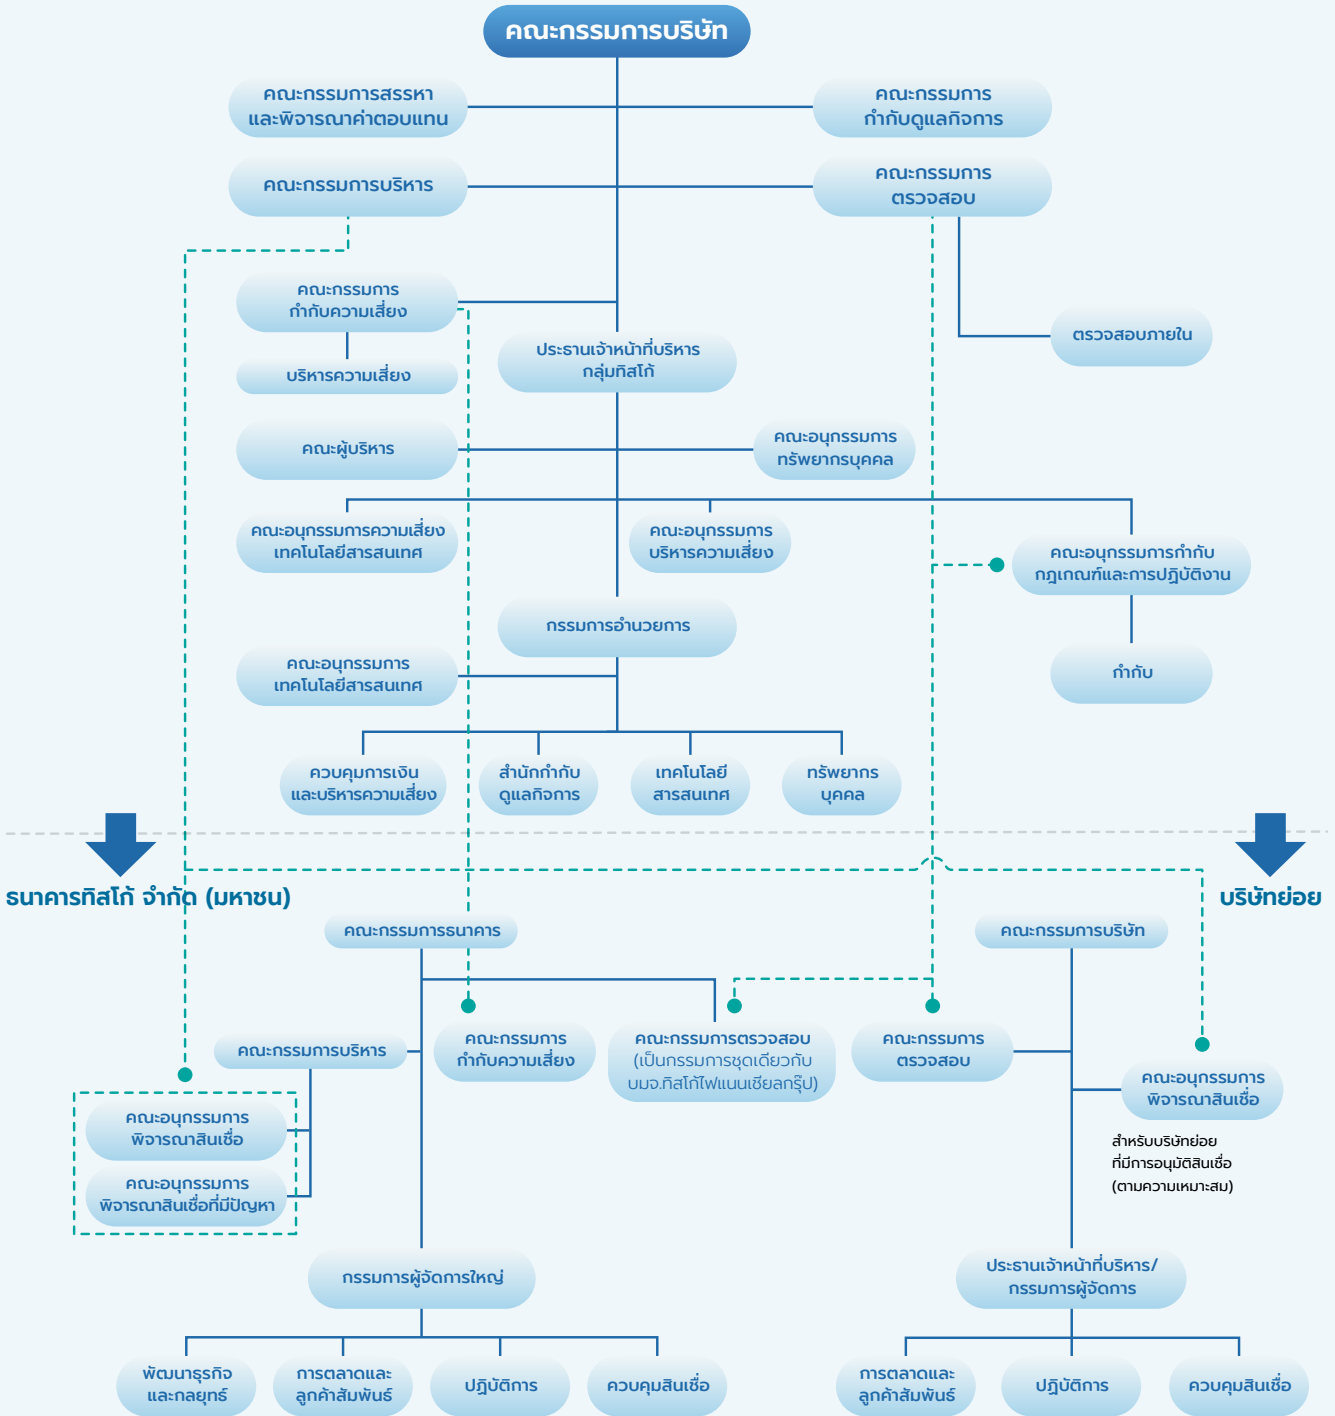 คณะกรรมการบริษัท
คณะกรรมการสรรหา
และพิจารณาค่าตอบแทน
คณะกรรมการ
กำกับดูแลกิจการ
คณะกรรมการบริหาร
คณะกรรมการ
ตรวจสอบ
คณะกรรมการ
กำกับความเสี่ยง
ตรวจสอบภายใน
ประธานเจ้าหน้าที่บริหาร
กลุ่มทิสโก้
บริหารความเสี่ยง
คณะผู้บริหาร
คณะอนุกรรมการ
ทรัพยากรบุคคล
คณะอนุกรรมการความเสี่ยง
เทคโนโลยีสารสนเทศ
คณะอนุกรรมการ
บริหารความเสี่ยง
คณะอนุกรรมการกำกับ
กฎเกณฑ์และการปฏิบัติงาน
กรรมการอำนวยการ
คณะอนุกรรมการ
เทคโนโลยีสารสนเทศ
กำกับ
ควบคุมการเงิน
และบริหารความเสี่ยง
สำนักกำกับ
ดูแลกิจการ
เทคโนโลยี
สารสนเทศ
ทรัพยากร
บุคคล
ธนาคารทิสโก้ จำกัด (มหาชน)
บริษัทย่อย
คณะกรรมการธนาคาร
คณะกรรมการบริษัท
คณะกรรมการบริหาร
คณะกรรมการ
กำกับความเสี่ยง
คณะกรรมการตรวจสอบ
(เป็นกรรมการชุดเดียวกับ
บมจ.ทิสโก้ไฟแนนเชียลกรุ๊ป)
คณะกรรมการ
ตรวจสอบ
คณะอนุกรรมการ
พิจารณาสินเชื่อ
สำหรับบริษัทย่อย
ที่มีการอนุมัติสินเชื่อ
(ตามความเหมาะสม)
คณะอนุกรรมการ
พิจารณาสินเชื่อ
คณะอนุกรรมการ
พิจารณาสินเชื่อที่มีปัญหา
กรรมการผู้จัดการใหญ่
ประธานเจ้าหน้าที่บริหาร/
กรรมการผู้จัดการ
พัฒนาธุรกิจ
และกลยุทธ์
การตลาดและ
ลูกค้าสัมพันธ์
ปฏิบัติการ
ควบคุมสินเชื่อ
การตลาดและ
ลูกค้าสัมพันธ์
ปฏิบัติการ
ควบคุมสินเชื่อ